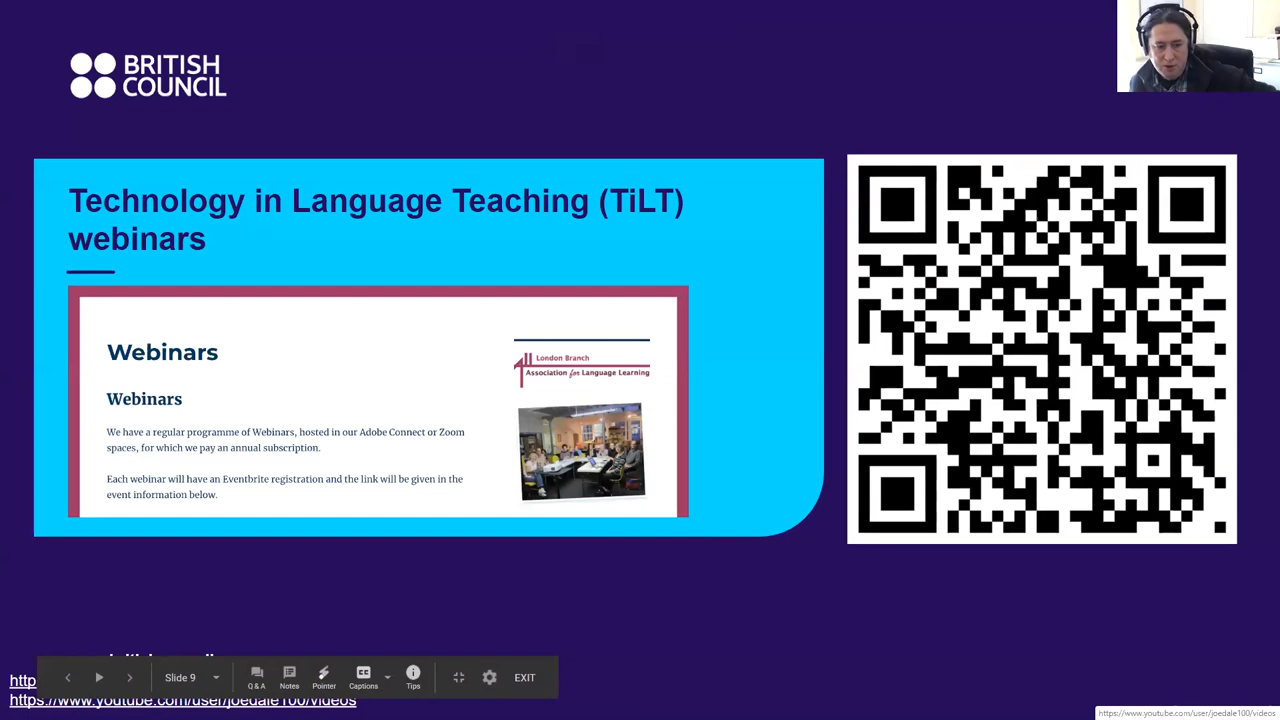 BRITISH
COUNCIL
Technology in Language Teaching (TiLT)
webinars
Webinars
London Branch
Association for Language Learning
Webinars
We have a regular programme of Webinars, hosted in our Adobe Connect or Zoom
spaces, for which we pay an annual subscription.
Each webinar will have an Eventbrite registration and the link will be given in the
event information below.
http
Slide 9
Q & A
Notes
Pointer
Captions
Tips
EXIT
https://www.youtube.com/user/joedale100/videos
https://www.youtube.com/user/joedale100/videos